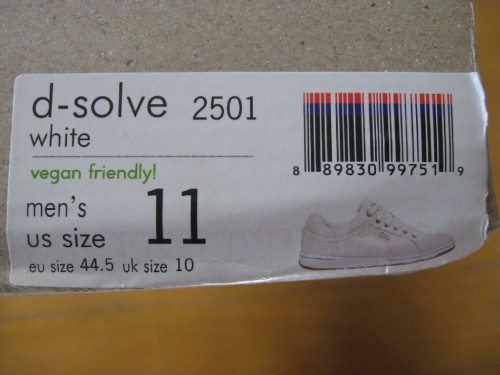 d-solve 2501
white
vegan friendly!
men's
us size 11
eu size 44.5 uk size 10
8 89830 99751 9